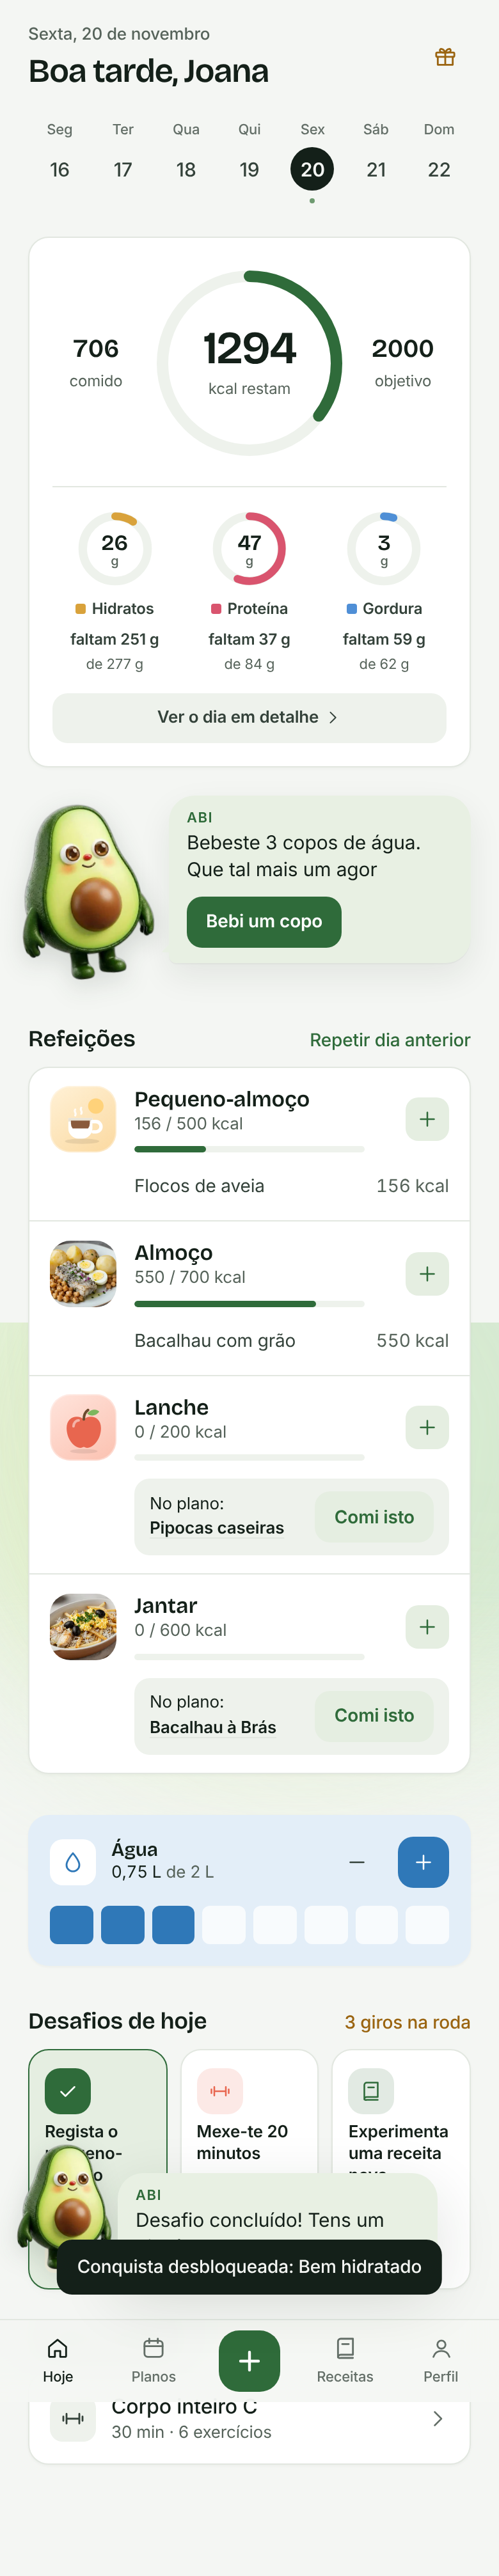 Sexta, 20 de novembro
Boa tarde, Joana
Seg Ter Qua Qui Sex Sáb Dom
16 17 18 19 20 21 22
706
comido
1294
kcal restam
2000
objetivo
26 g
47 g
3 g
Hidratos Proteína Gordura
faltam 251 g faltam 37 g faltam 59 g
de 277 g de 84 g de 62 g
Ver o dia em detalhe
ABI
Bebeste 3 copos de água.
Que tal mais um agor
Bebi um copo
Refeições Repetir dia anterior
Pequeno-almoço
156 / 500 kcal
Flocos de aveia 156 kcal
Almoço
550 / 700 kcal
Bacalhau com grão 550 kcal
Lanche
0 / 200 kcal
No plano:
Pipocas caseiras
Comi isto
Jantar
0 / 600 kcal
No plano:
Bacalhau à Brás
Comi isto
Água
0,75 L de 2 L
Desafios de hoje 3 giros na roda
Regista o
Mexe-te 20
minutos
Experimenta
uma receita
ABI
Desafio concluído! Tens um
Conquista desbloqueada: Bem hidratado
Hoje Planos Receitas Perfil
Corpo inteiro C
30 min · 6 exercícios